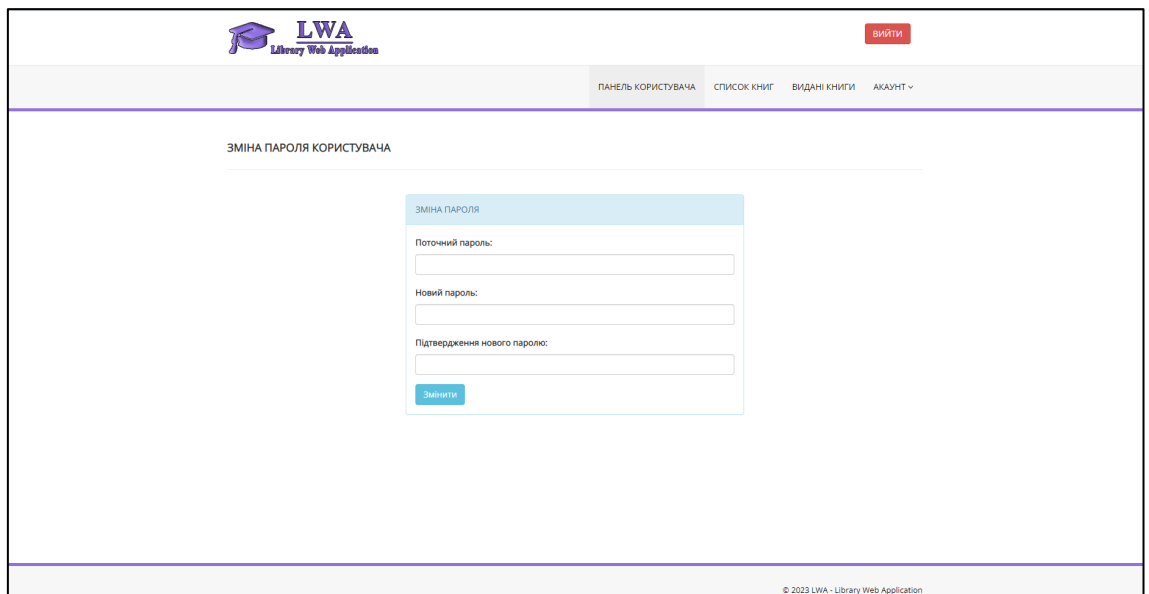 LWA
Library Web Application
ВИЙТИ
ПАНЕЛЬ КОРИСТУВАЧА СПИСОК КНИГ ВИДАНІ КНИГИ АКАУНТ
ЗМІНА ПАРОЛЯ КОРИСТУВАЧА
ЗМІНА ПАРОЛЯ
Поточний пароль:
Новий пароль:
Підтвердження нового паролю:
Змінити
© 2023 LWA - Library Web Application